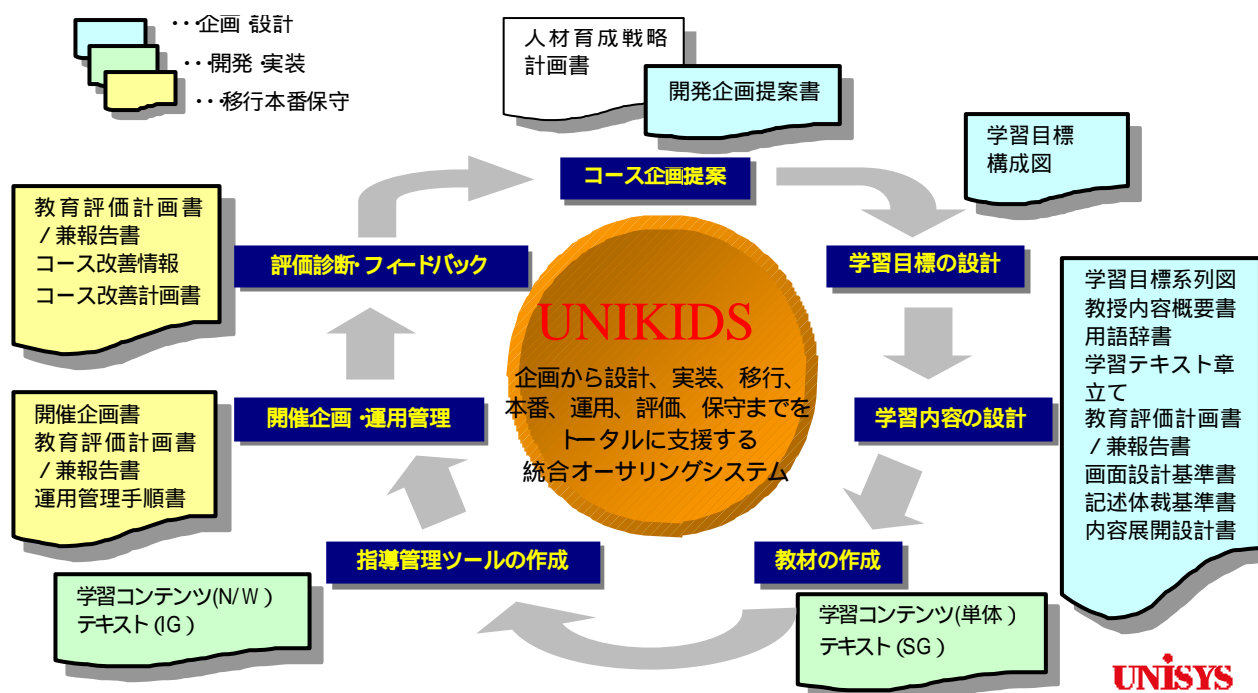 ・・・企画・設計
・・・開発・実装
・・・移行本番保守
人材育成戦略
計画書
開発企画提案書
学習目標
構成図
コース企画提案
教育評価計画書
/兼報告書
コース改善情報
コース改善計画書
評価診断・フィードバック
学習目標の設計
学習目標系列図
教授内容概要書
用語辞書
学習テキスト章
立て
教育評価計画書
/兼報告書
画面設計基準書
記述体裁基準書
内容展開設計書
UNIKIDS
企画から設計、実装、移行、
本番、運用、評価、保守までを
トータルに支援する
統合オーサリングシステム
開催企画書
教育評価計画書
/兼報告書
運用管理手順書
開催企画・運用管理
学習内容の設計
指導管理ツールの作成
教材の作成
学習コンテンツ(N/W)
テキスト(IG)
学習コンテンツ(単体)
テキスト(SG)
UNISYS